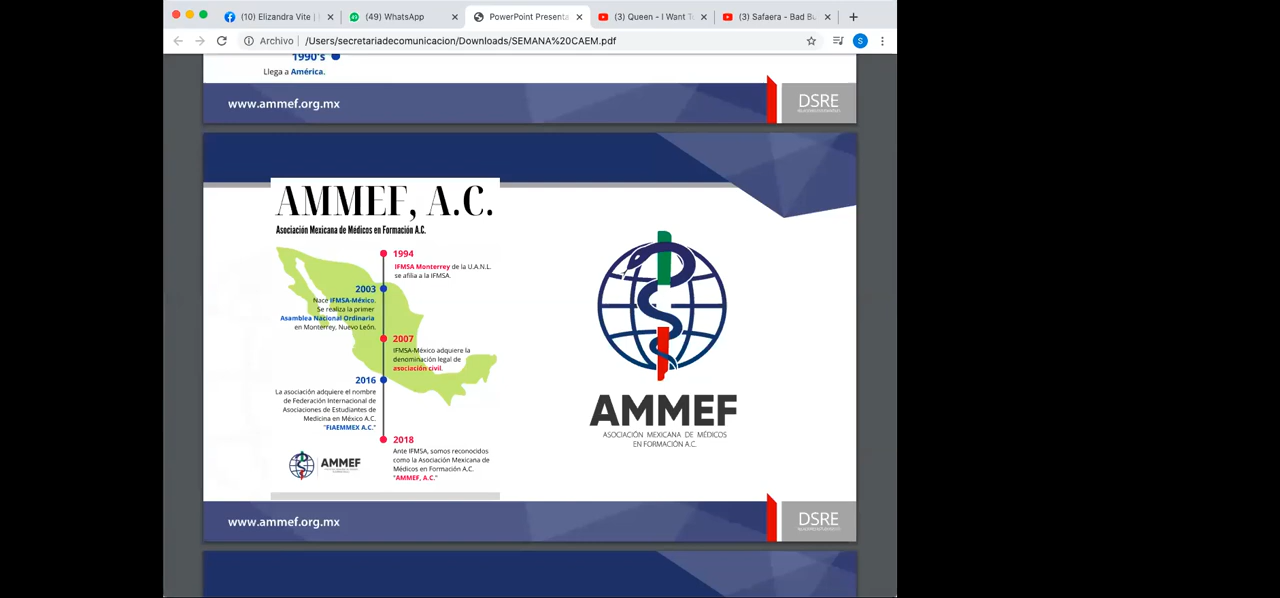 (10) Elizandra Vite |
(49) WhatsApp
PowerPoint Presenta
(3) Queen - I Want T
(3) Safaera - Bad Bu
Archivo | /Users/secretariadecomunicacion/Downloads/SEMANA%20CAEM.pdf
S
1990's
Llega a América.
www.ammef.org.mx
DSRE
AMMEF, A.C.
Asociación Mexicana de Médicos en Formación A.C.
1994
IFMSA Monterrey de la U.A.N.L.
se afilia a la IFMSA.
2003
Nace IFMSA-México.
Se realiza la primer
Asamblea Nacional Ordinaria
en Monterrey, Nuevo León.
2007
IFMSA-México adquiere la
denominación legal de
asociación civil.
2016
La asociación adquiere el nombre
de Federación Internacional de
Asociaciones de Estudiantes de
Medicina en México A.C.
"FIAEMMEX A.C."
2018
Ante IFMSA, somos reconocidos
como la Asociación Mexicana de
Médicos en Formación A.C.
"AMMEF, A.C."
AMMEF
AMMEF
ASOCIACIÓN MEXICANA DE MÉDICOS
EN FORMACIÓN A.C.
www.ammef.org.mx
DSRE